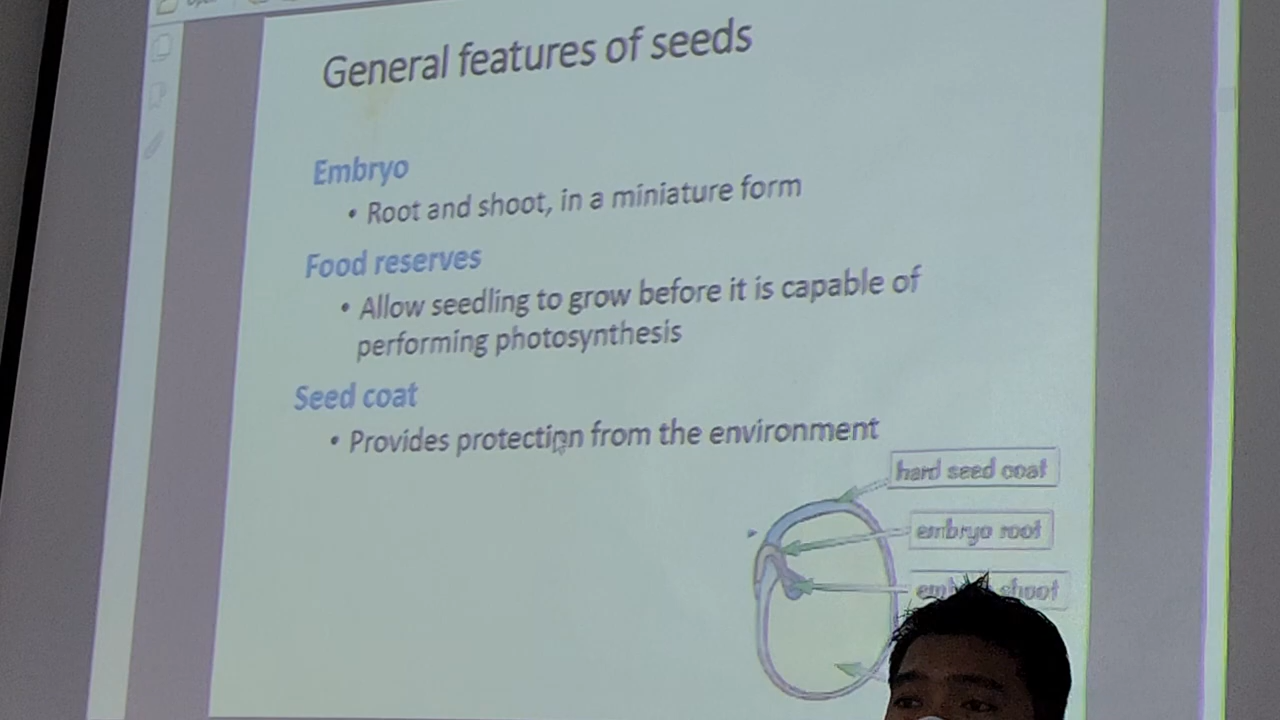 General features of seeds
Embryo
• Root and shoot, in a miniature form
Food reserves
• Allow seedling to grow before it is capable of
performing photosynthesis
Seed coat
• Provides protection from the environment
hard seed coat
embryo root
shoot